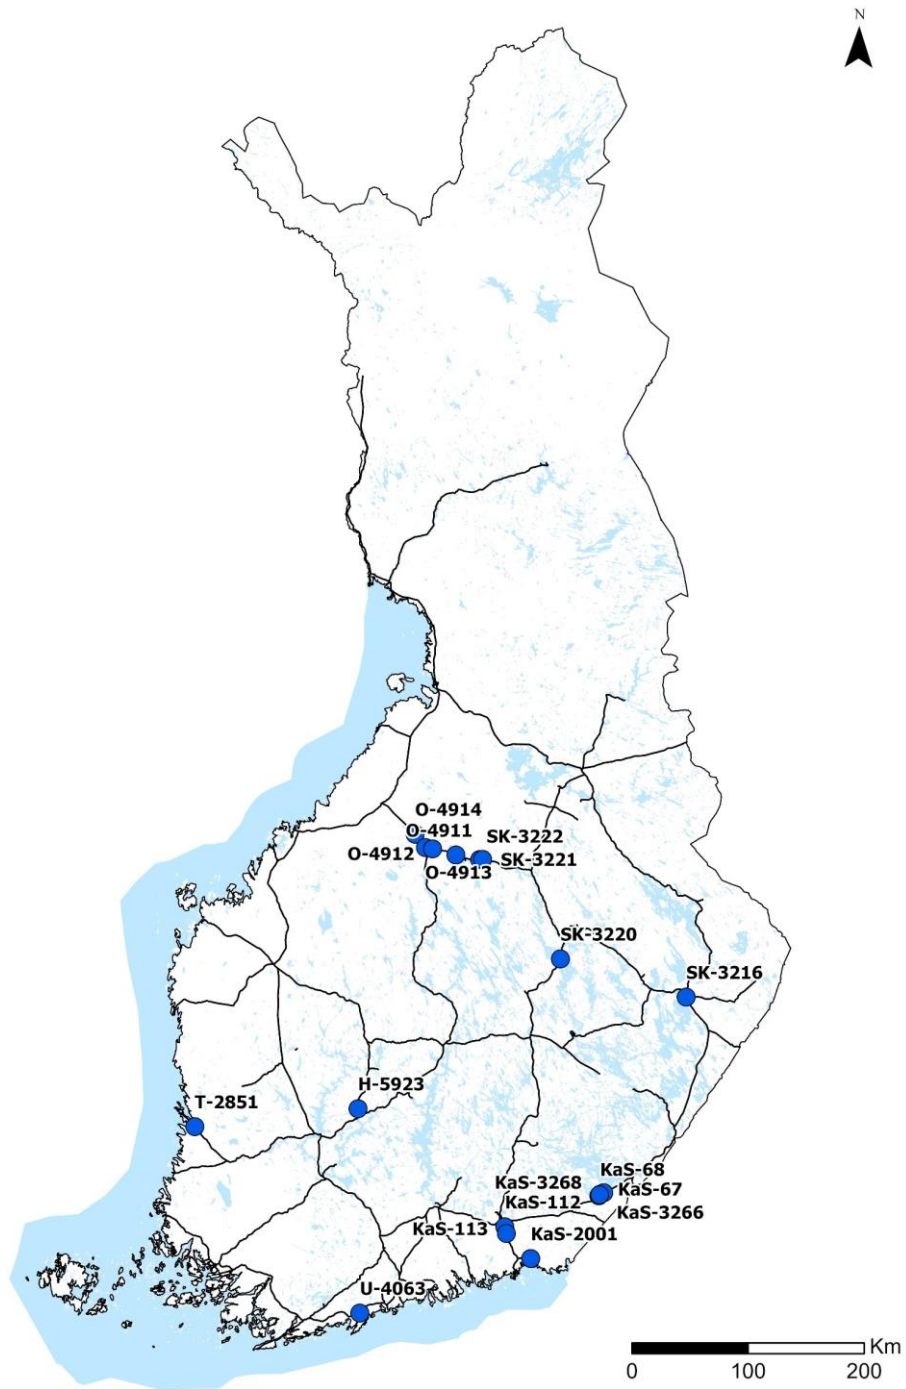 N
O-4914
O-4911
O-4912
SK-3222
SK-3221
O-4913
SK-3220
SK-3216
H-5923
T-2851
KaS-68
KaS-3268
KaS-67
KaS-112
KaS-3266
KaS-113
KaS-2001
U-4063
Km
0 100 200